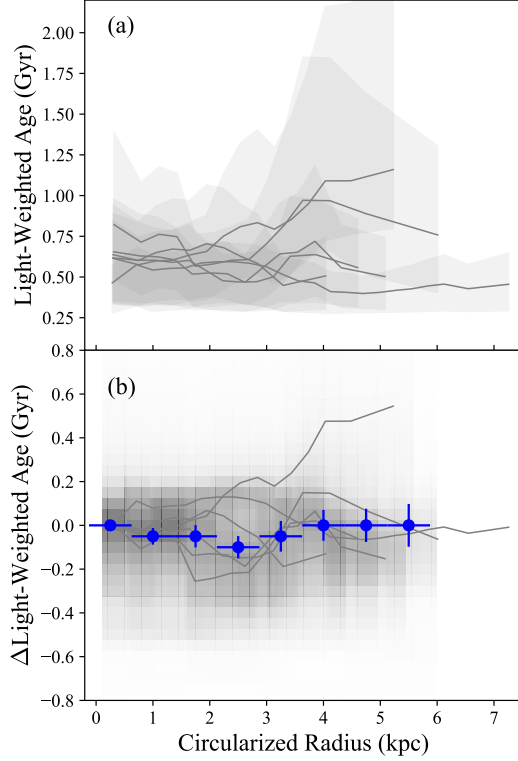 (a)
2.00
1.75
1.50
1.25
1.00
0.75
0.50
0.25
Light-Weighted Age (Gyr)
(b)
0.8
0.6
0.4
0.2
0.0
−0.2
−0.4
−0.6
−0.8
ΔLight-Weighted Age (Gyr)
0 1 2 3 4 5 6 7
Circularized Radius (kpc)